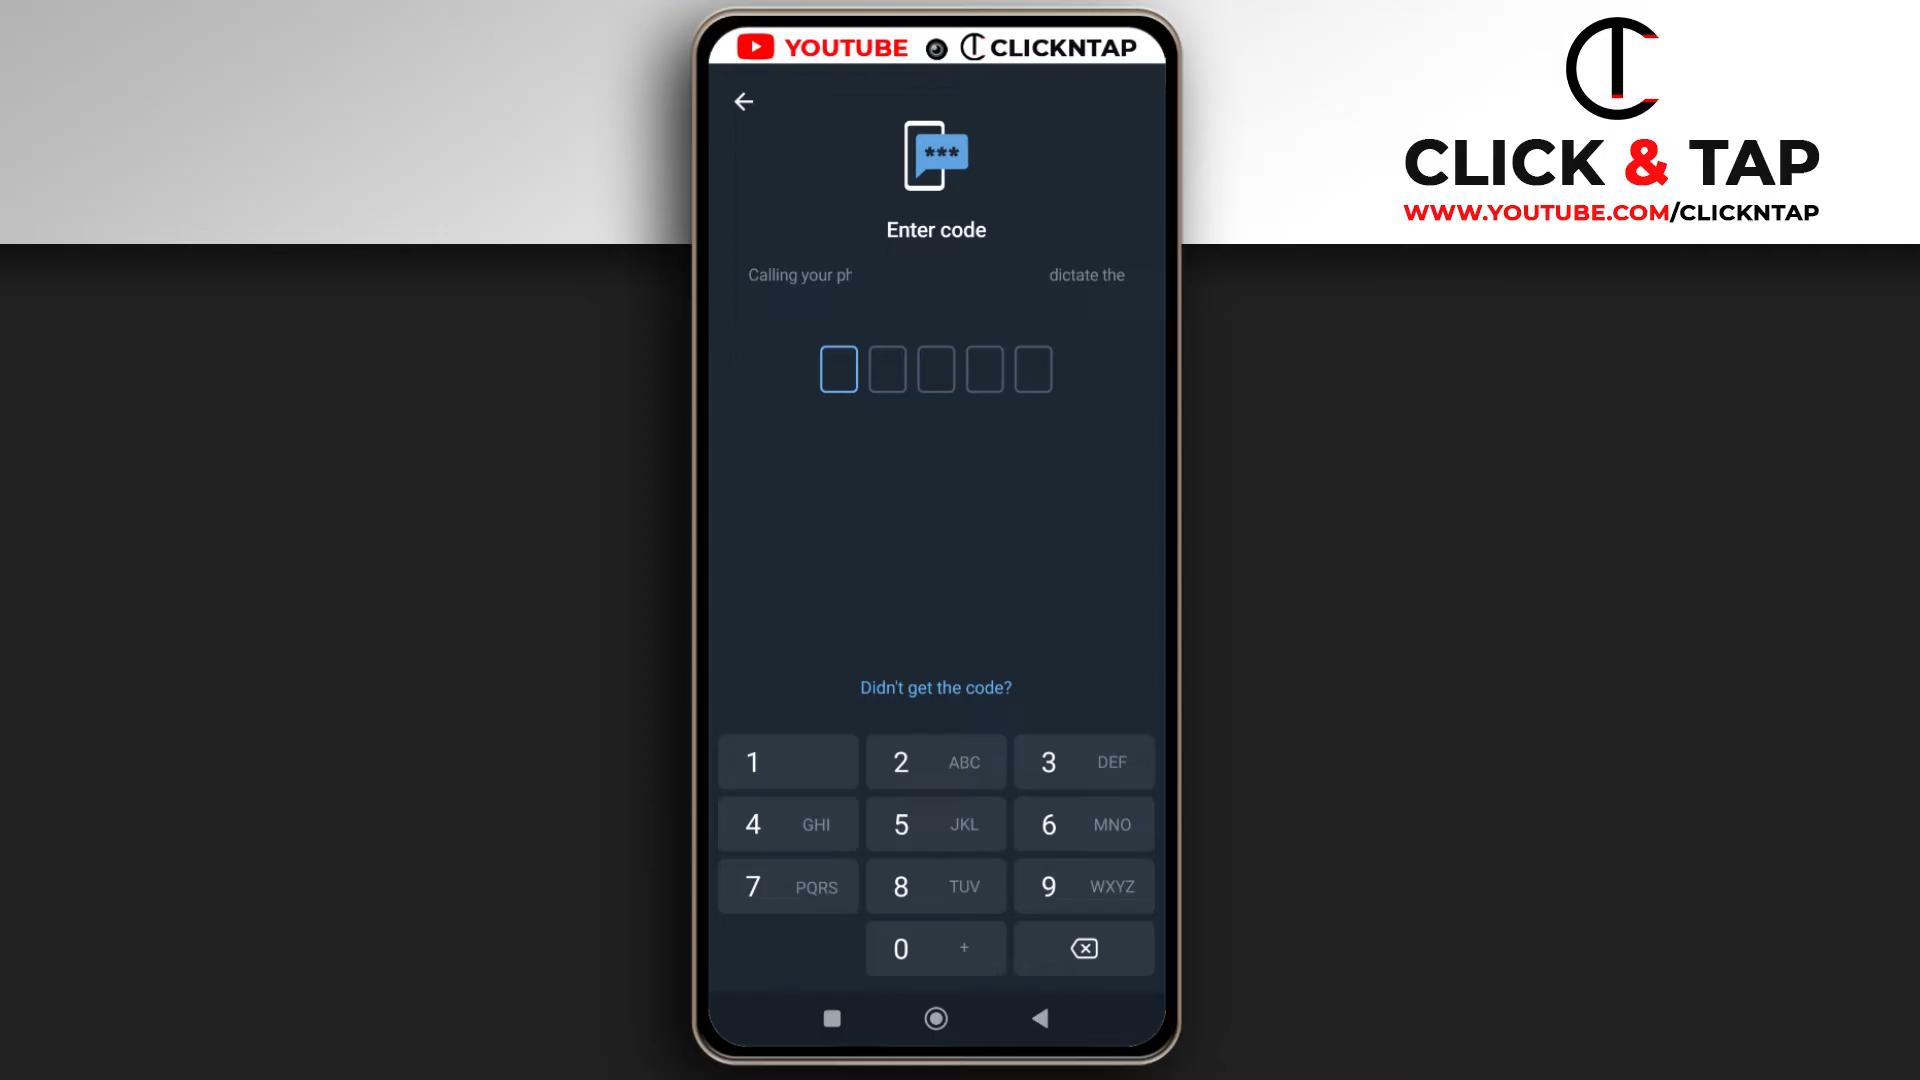 YOUTUBE CLICKNTAP
CLICK & TAP
WWW.YOUTUBE.COM/CLICKNTAP
***
Enter code
Calling your dictate the
Didn't get the code?
1
2 ABC
3 DEF
4 GHI
5 JKL
6 MNO
7 PQRS
8 TUV
9 WXYZ
0 +